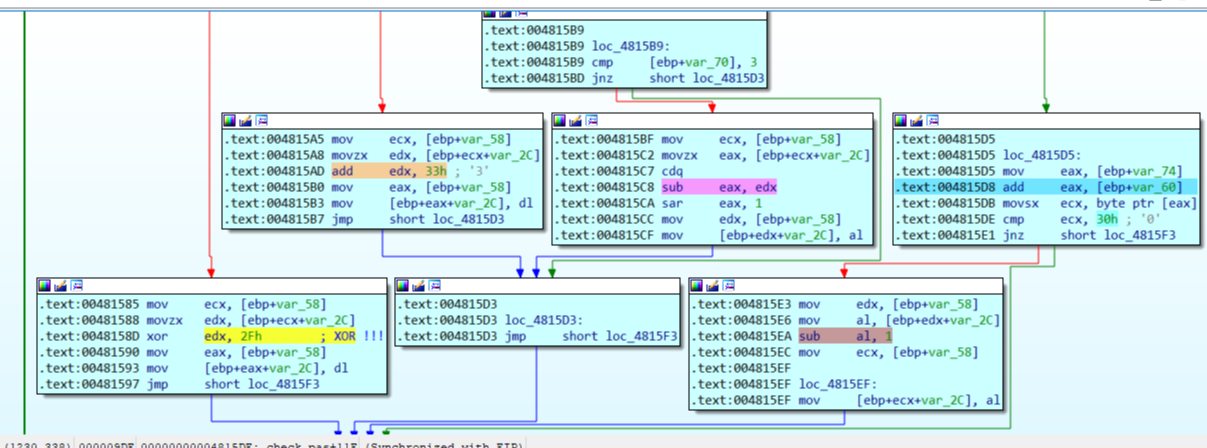 .text:004815B9
.text:004815B9 loc_4815B9:
.text:004815B9 cmp [ebp+var_70], 3
.text:004815BD jnz short loc_4815D3
.text:004815A5 mov ecx, [ebp+var_58]
.text:004815A8 movzx edx, [ebp+ecx+var_2C]
.text:004815AD add edx, 33h ; '3'
.text:004815B0 mov eax, [ebp+var_58]
.text:004815B3 mov [ebp+eax+var_2C], dl
.text:004815B7 jmp short loc_4815D3
.text:004815BF mov ecx, [ebp+var_58]
.text:004815C2 movzx eax, [ebp+ecx+var_2C]
.text:004815C7 cdq
.text:004815C8 sub eax, edx
.text:004815CA sar eax, 1
.text:004815CC mov edx, [ebp+var_58]
.text:004815CF mov [ebp+edx+var_2C], al
.text:004815D5
.text:004815D5 loc_4815D5:
.text:004815D5 mov eax, [ebp+var_74]
.text:004815D8 add eax, [ebp+var_60]
.text:004815DB movsx ecx, byte ptr [eax]
.text:004815DE cmp ecx, 30h ; '0'
.text:004815E1 jnz short loc_4815F3
.text:00481585 mov ecx, [ebp+var_58]
.text:00481588 movzx edx, [ebp+ecx+var_2C]
.text:0048158D xor edx, 2Fh ; XOR !!!
.text:00481590 mov eax, [ebp+var_58]
.text:00481593 mov [ebp+eax+var_2C], dl
.text:00481597 jmp short loc_4815F3
.text:004815D3
.text:004815D3 loc_4815D3:
.text:004815D3 jmp short loc_4815F3
.text:004815E3 mov edx, [ebp+var_58]
.text:004815E6 mov al, [ebp+edx+var_2C]
.text:004815EA sub al, 1
.text:004815EC mov ecx, [ebp+var_58]
.text:004815EF
.text:004815EF loc_4815EF:
.text:004815EF mov [ebp+ecx+var_2C], al